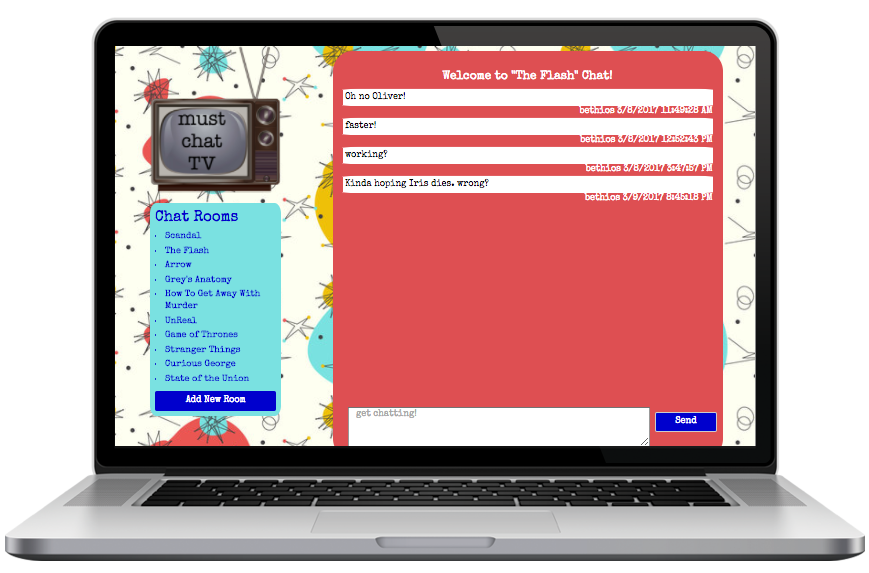 must
chat
TV
Chat Rooms
Scandal
The Flash
Arrow
Grey's Anatomy
How To Get Away With
Murder
UnReal
Game of Thrones
Stranger Things
Curious George
State of the Union
Add New Room
Welcome to "The Flash" Chat!
Oh no Oliver!
bethios 3/8/2017 11:49:28 AM
faster!
bethios 3/8/2017 12:52:43 PM
working?
bethios 3/8/2017 3:47:57 PM
Kinda hoping Iris dies. wrong?
bethios 3/9/2017 8:45:18 PM
get chatting!
Send